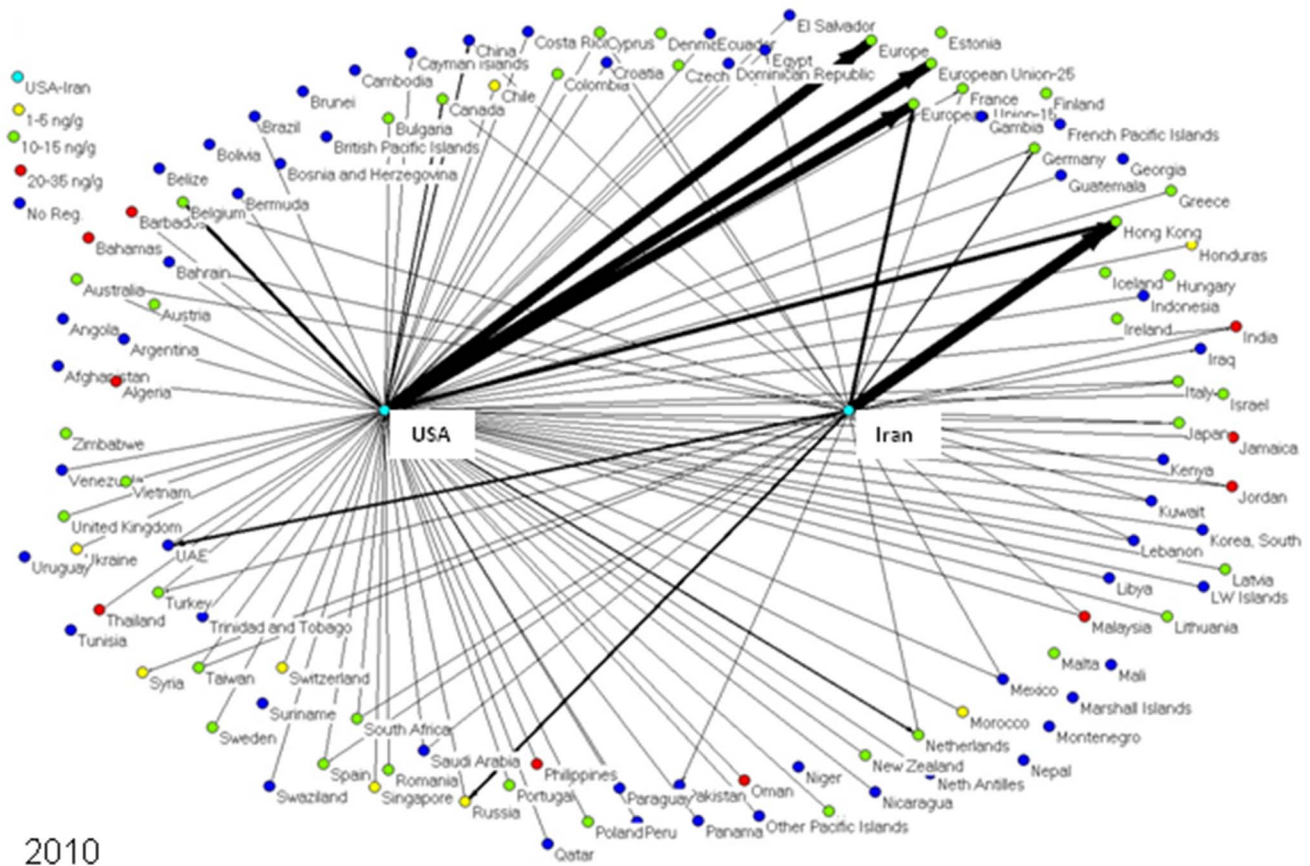 El Salvador
Costa Rica
Cyprus
Denm
Ecuador
Europe
Estonia
China
Cayman Islands
Croatia
Czech
Egypt
Dominican Republic
European Union-25
USA-Iran
Cambodia
Colombia
Chile
France
Finland
Brunei
Canada
European Union-15
1-5 ng/g
Bulgaria
Gambia
French Pacific Islands
Brazil
British Pacific Islands
10-15 ng/g
Bolivia
Bosnia and Herzegovina
Germany
Georgia
20-35 ng/g
Belize
Guatemala
No Reg.
Barbados
Belgium
Bermuda
Greece
Hong Kong
Bahamas
Bahrain
Honduras
Australia
Iceland
Hungary
Indonesia
Austria
Ireland
Angola
Argentina
India
Iraq
Afghanistan
Algeria
Italy
Israel
USA
Iran
Zimbabwe
Japan
Jamaica
Kenya
Venezu
Vietnam
Jordan
Kuwait
United Kingdom
Korea, South
Uruguay
Ukraine
UAE
Lebanon
Latvia
Libya
LW Islands
Turkey
Thailand
Trinidad and Tobago
Malaysia
Lithuania
Tunisia
Syria
Taiwan
Switzerland
Malta
Mali
Mexico
Marshall Islands
Suriname
South Africa
Morocco
Montenegro
Sweden
Netherlands
Saudi Arabia
New Zealand
Nepal
Spain
Romania
Philippines
Niger
Neth Antilles
Swaziland
Singapore
Russia
Portugal
Paraguay
Pakistan
Oman
Nicaragua
Poland
Peru
Panama
Other Pacific Islands
Qatar
2010